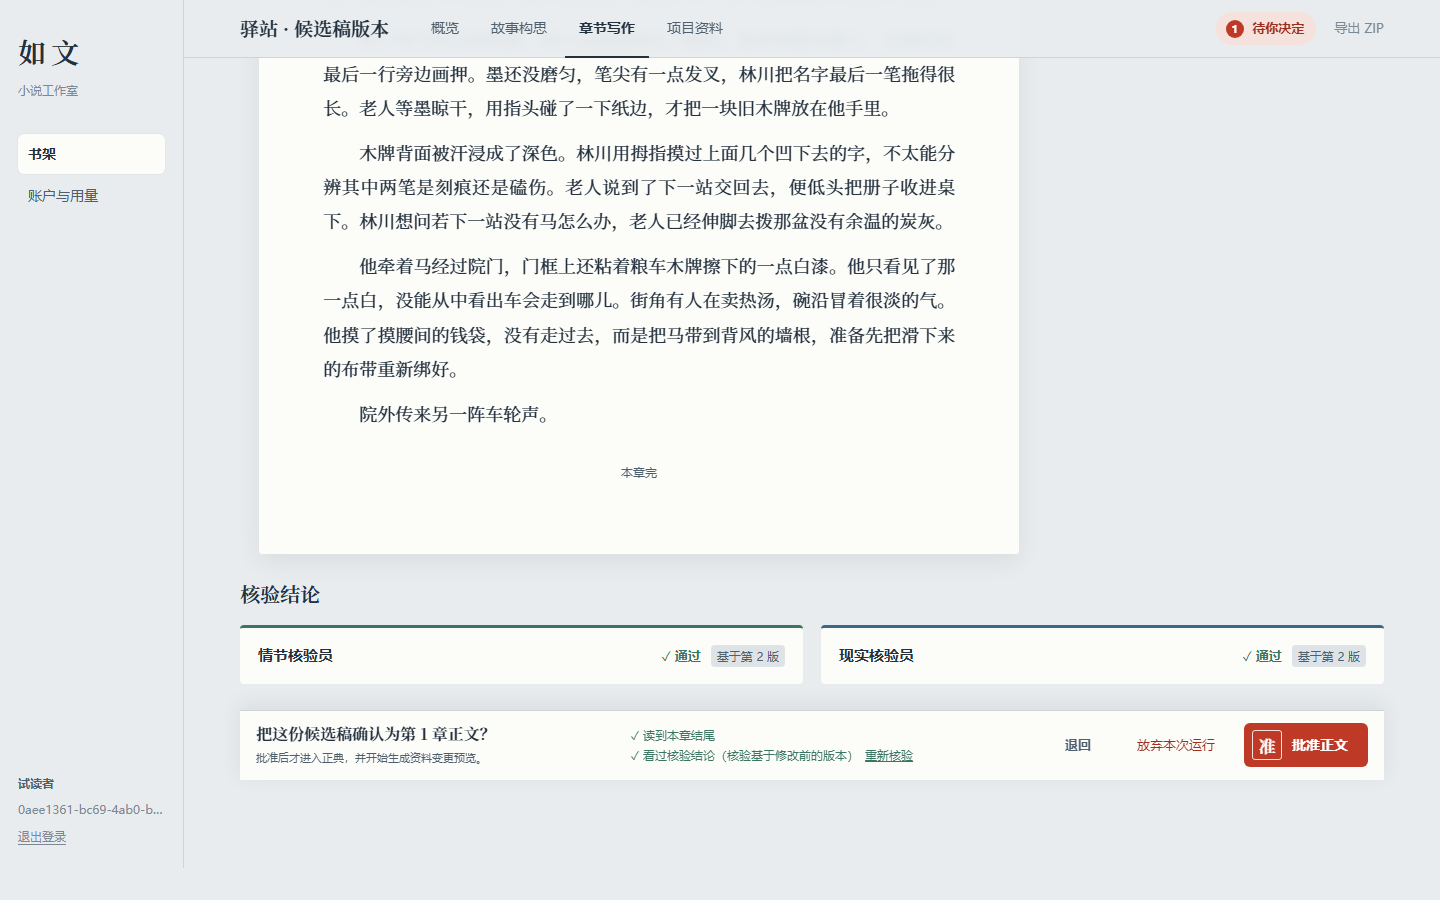 如文
小说工作室
书架
账户与用量
试读者
0aee1361-bc69-4ab0-b...
退出登录
驿站 · 候选稿版本
概览
故事构思
章节写作
项目资料
1 待你决定
导出 ZIP
最后一行旁边画押。墨还没磨匀，笔尖有一点发叉，林川把名字最后一笔拖得很
长。老人等墨晾干，用指头碰了一下纸边，才把一块旧木牌放在他手里。
木牌背面被汗浸成了深色。林川用拇指摸过上面几个凹下去的字，不太能分
辨其中两笔是刻痕还是磕伤。老人说到了下一站交回去，便低头把册子收进桌
下。林川想问若下一站没有马怎么办，老人已经伸脚去拨那盆没有余温的炭灰。
他牵着马经过院门，门框上还粘着粮车木牌擦下的一点白漆。他只看见了那
一点白，没能从中看出车会走到哪儿。街角有人在卖热汤，碗沿冒着很淡的气。
他摸了摸腰间的钱袋，没有走过去，而是把马带到背风的墙根，准备先把滑下来
的布带重新绑好。
院外传来另一阵车轮声。
本章完
核验结论
情节核验员
✓ 通过
基于第 2 版
现实核验员
✓ 通过
基于第 2 版
把这份候选稿确认为第 1 章正文？
批准后才进入正典，并开始生成资料变更预览。
✓ 读到本章结尾
✓ 看过核验结论（核验基于修改前的版本） 重新核验
退回
放弃本次运行
准 批准正文